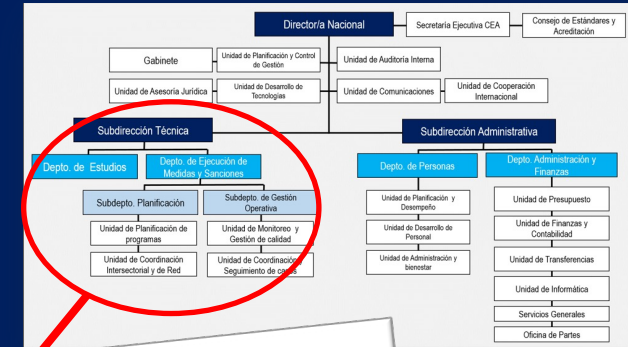 Director/a Nacional
Secretaría Ejecutiva CEA
Consejo de Estándares y
Acreditación
Gabinete
Unidad de Planificación y Control
de Gestión
Unidad de Auditoría Interna
Unidad de Asesoría Jurídica
Unidad de Desarrollo de
Tecnologías
Unidad de Comunicaciones
Unidad de Cooperación
Internacional
Subdirección Técnica
Subdirección Administrativa
Depto. de Estudios
Depto. de Ejecución de
Medidas y Sanciones
Depto. de Personas
Depto. Administración y
Finanzas
Subdepto. Planificación
Subdepto. de Gestión
Operativa
Unidad de Planificación de
programas
Unidad de Monitoreo y
Gestión de calidad
Unidad de Coordinación
Intersectorial y de Red
Unidad de Coordinación y
Seguimiento de casos
Unidad de Planificación y
Desempeño
Unidad de Desarrollo de
Personal
Unidad de Administración y
bienestar
Unidad de Presupuesto
Unidad de Finanzas y
Contabilidad
Unidad de Transferencias
Unidad de Informática
Servicios Generales
Oficina de Partes